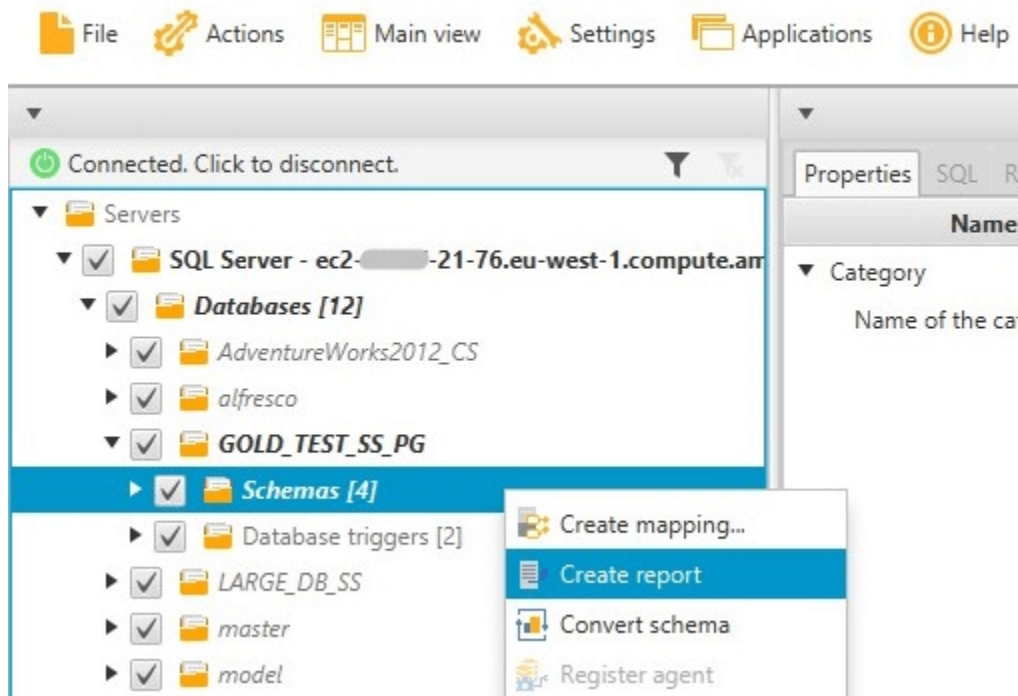 File Actions Main view Settings Applications Help
Connected. Click to disconnect.
Servers
SQL Server - ec2- -21-76.eu-west-1.compute.am
Databases [12]
AdventureWorks2012_CS
alfresco
GOLD_TEST_SS_PG
Schemas [4]
Database triggers [2]
LARGE_DB_SS
master
model
Create mapping...
Create report
Convert schema
Register agent
Properties SQL R
Name
Category
Name of the ca